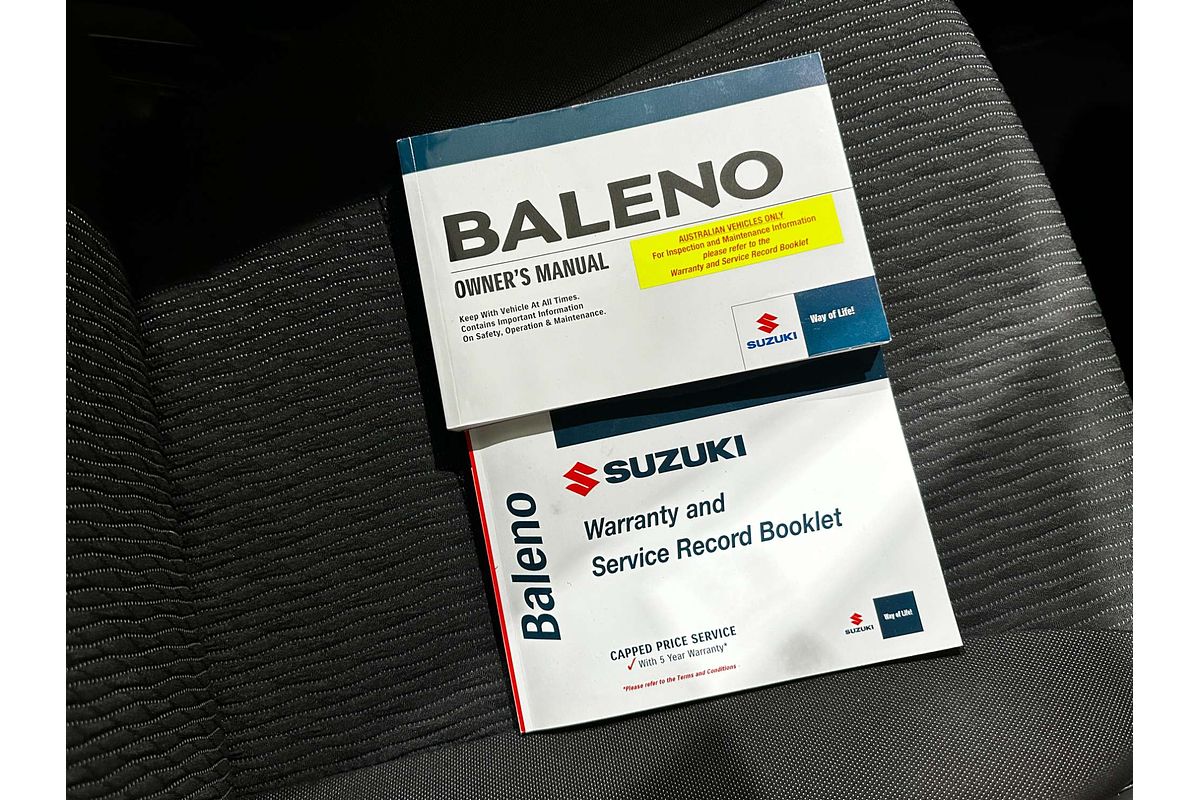 BALENO
OWNER'S MANUAL
AUSTRALIAN VEHICLES ONLY
For Inspection and Maintenance Information
please refer to the
Warranty and Service Record Booklet
Keep With Vehicle At All Times.
Contains Important Information
On Safety, Operation & Maintenance.
SUZUKI
Way of Life!
Baleno
SUZUKI
Warranty and
Service Record Booklet
CAPPED PRICE SERVICE
With 5 Year Warranty*
*Please refer to the Terms and Conditions
SUZUKI
Way of Life!